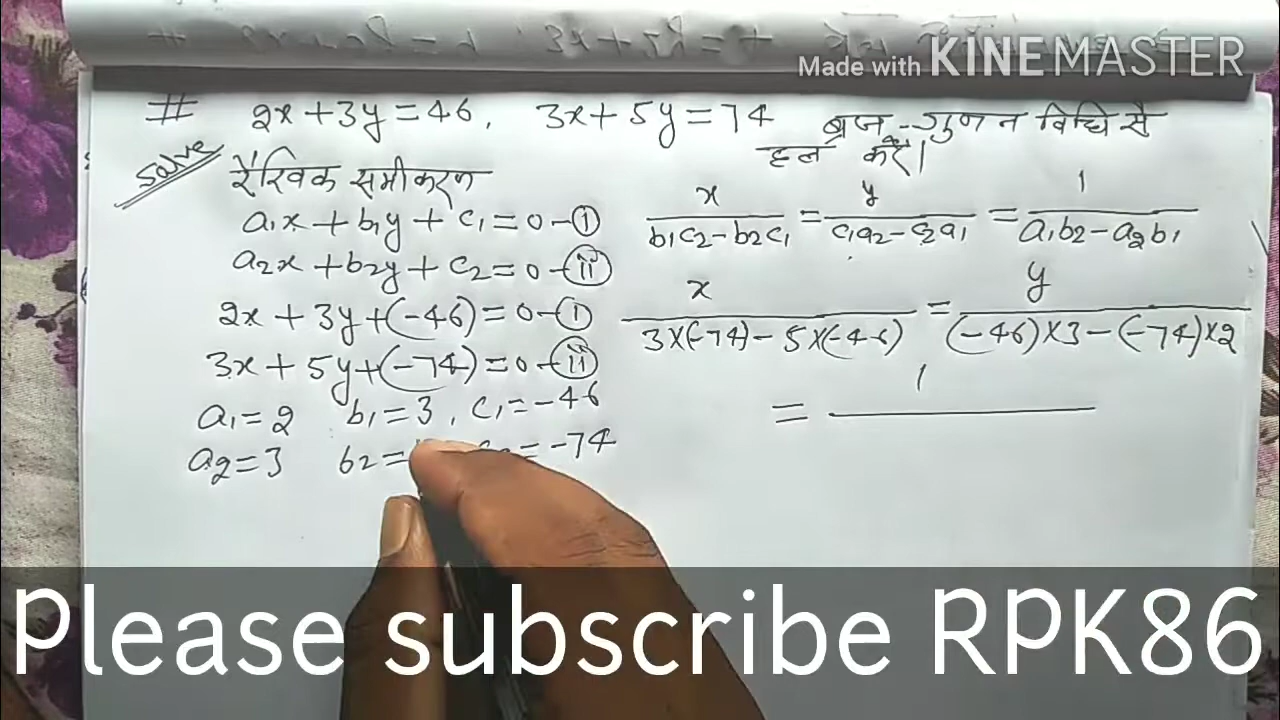 Made with KINEMASTER
# 2x+3y=46, 3x+5y=74 ब्रज-गुणन विधि से
हल करें।
Solve
रैखिक समीकरण
a₁x+b₁y+c₁=0-①
a₂x+b₂y+c₂=0-ⓘⓘ
2x+3y+(-46)=0-①
3x+5y+(-74)=0-ⓘⓘ
a₁=2 b₁=3, c₁=-46
a₂=3 b₂= =-74
x y 1
b₁c₂-b₂c₁ = c₁a₂-c₂a₁ = a₁b₂-a₂b₁
x y
3×(-74)-5×(-46) = (-46)×3-(-74)×2
1
=
Please subscribe RPK86